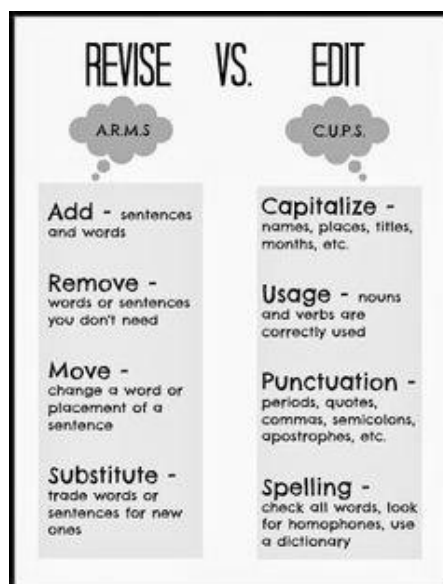 REVISE VS. EDIT
A.R.M.S
C.U.P.S.
Add - sentences
and words
Remove -
words or sentences
you don't need
Move -
change a word or
placement of a
sentence
Substitute -
trade words or
sentences for new
ones
Capitalize -
names, places, titles,
months, etc.
Usage - nouns
and verbs are
correctly used
Punctuation -
periods, quotes,
commas, semicolons,
apostrophes, etc.
Spelling -
check all words, look
for homophones, use
a dictionary